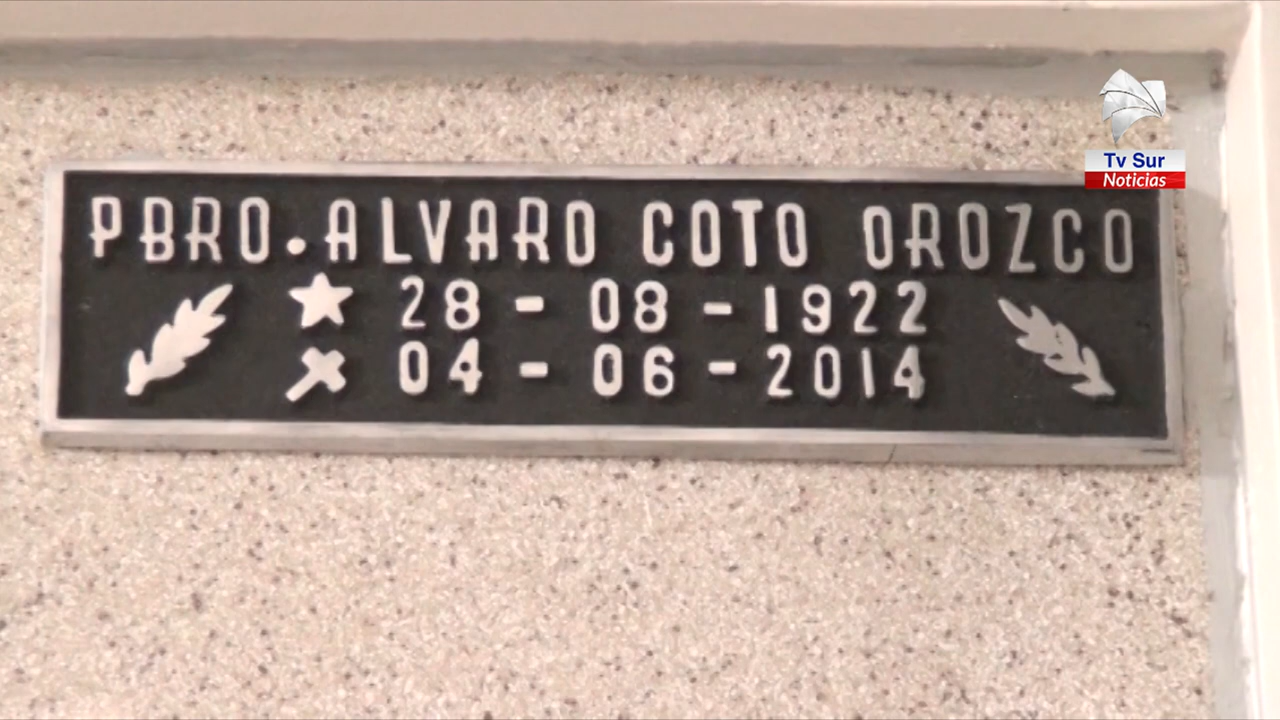 Tv Sur
Noticias
PBRO. ALVARO COTO OROZCO
28 - 08 - 1922
04 - 06 - 2014